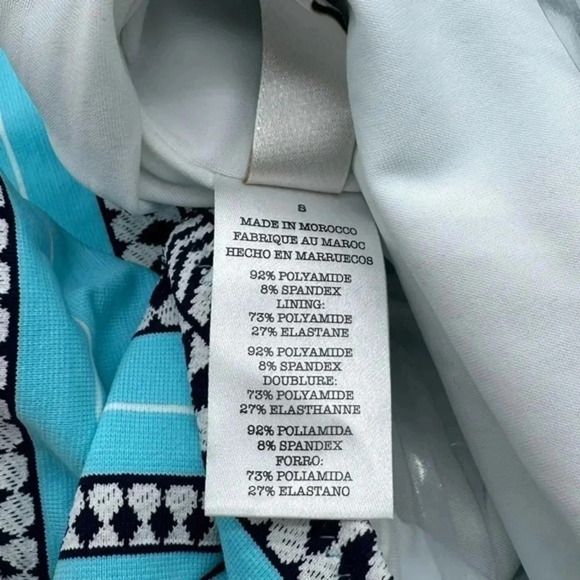 8
MADE IN MOROCCO
FABRIQUE AU MAROC
HECHO EN MARRUECOS
92% POLYAMIDE
8% SPANDEX
LINING:
73% POLYAMIDE
27% ELASTANE
92% POLYAMIDE
8% SPANDEX
DOUBLURE:
73% POLYAMIDE
27% ELASTHANNE
92% POLIAMIDA
8% SPANDEX
FORRO:
73% POLIAMIDA
27% ELASTANO